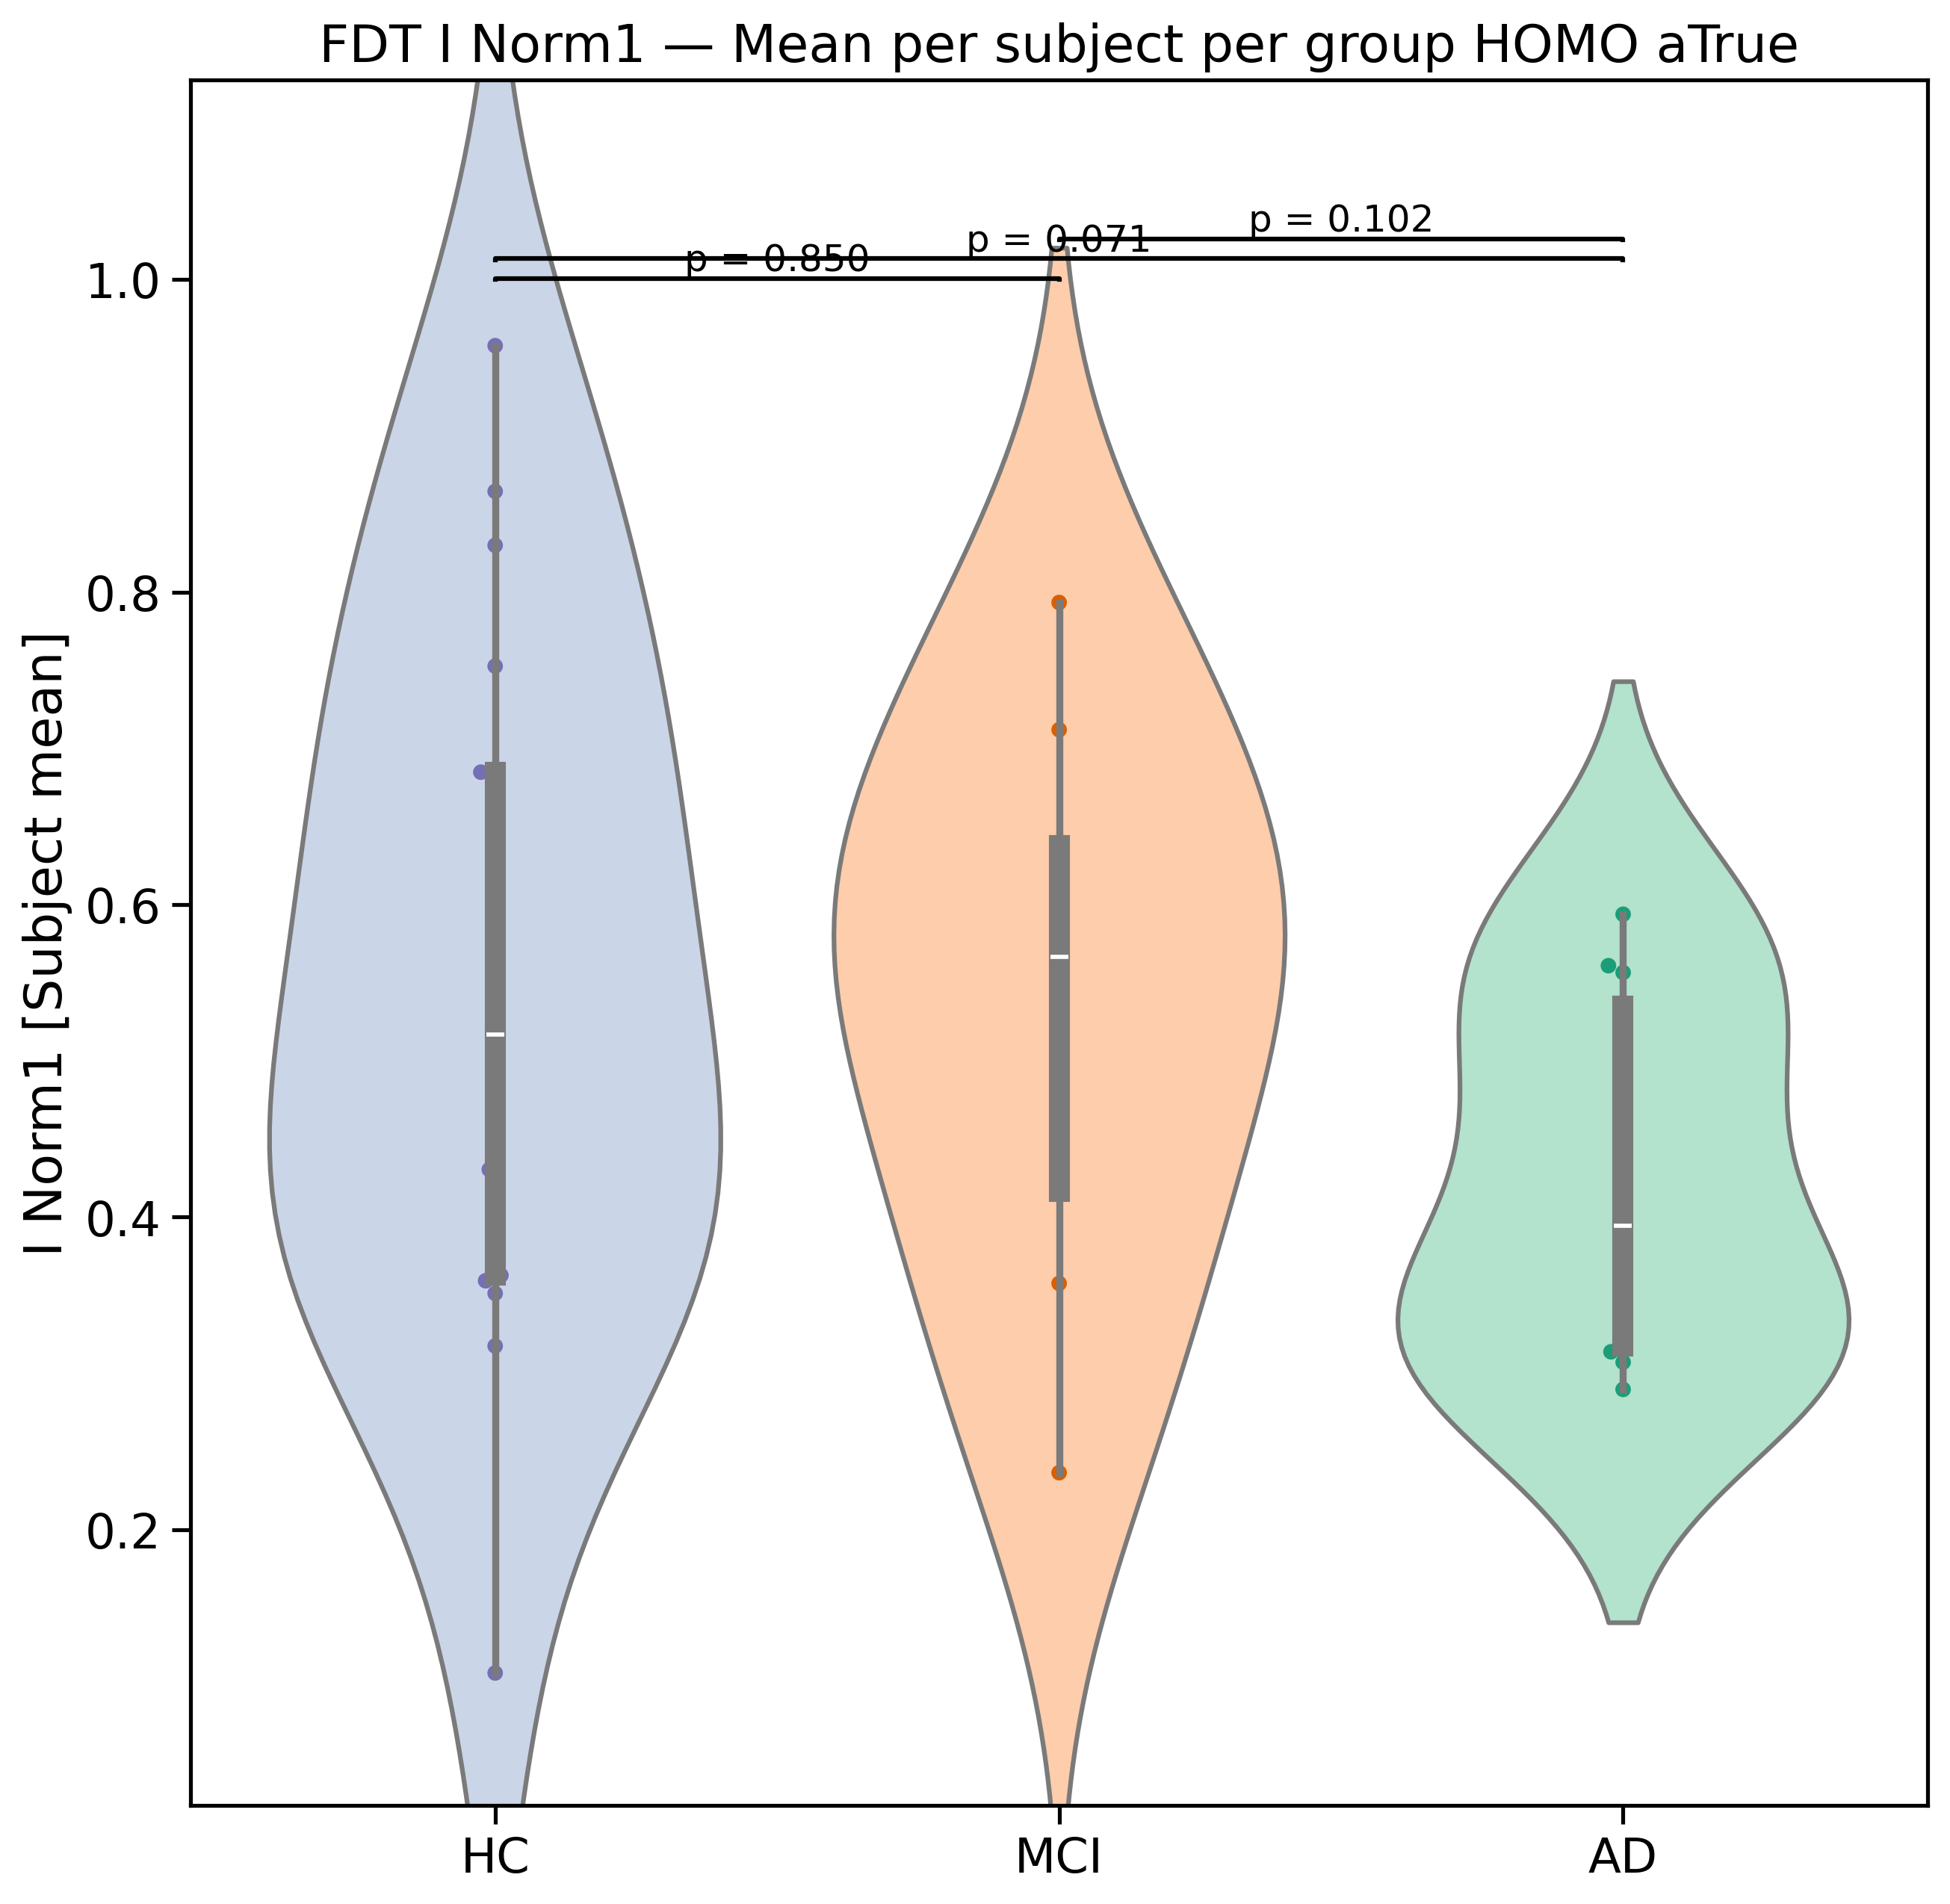 FDT I Norm1 — Mean per subject per group HOMO aTrue
p = 0.102
p = 0.071
p = 0.850
1.0
0.8
0.6
0.4
0.2
I Norm1 [Subject mean]
HC
MCI
AD